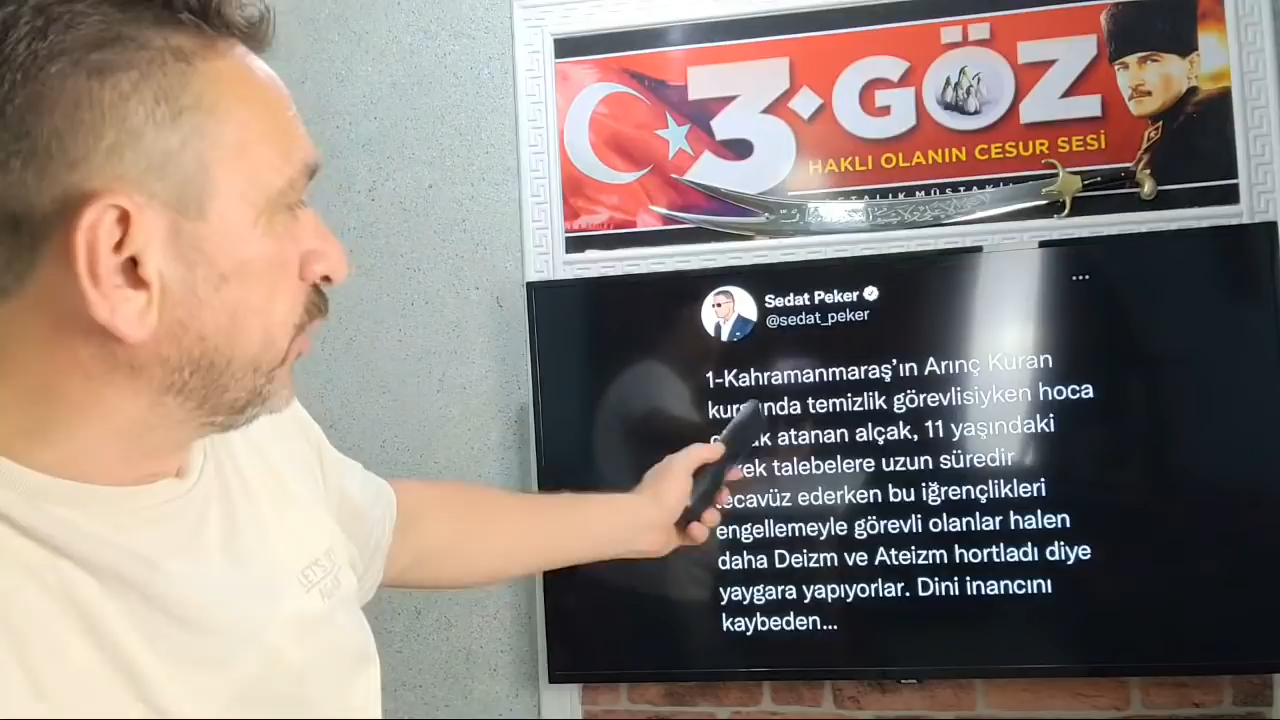 3.GÖZ
HAKLI OLANIN CESUR SESİ
Sedat Peker
@sedat_peker
1-Kahramanmaraş'ın Arınç Kuran
temizlik görevlisiyken hoca
atanan alçak, 11 yaşındaki
talebelere uzun süredir
ederken bu iğrençlikleri
engellemeyle görevli olanlar halen
daha Deizm ve Ateizm hortladı diye
yaygara yapıyorlar. Dini inancını
kaybeden...
LET'S